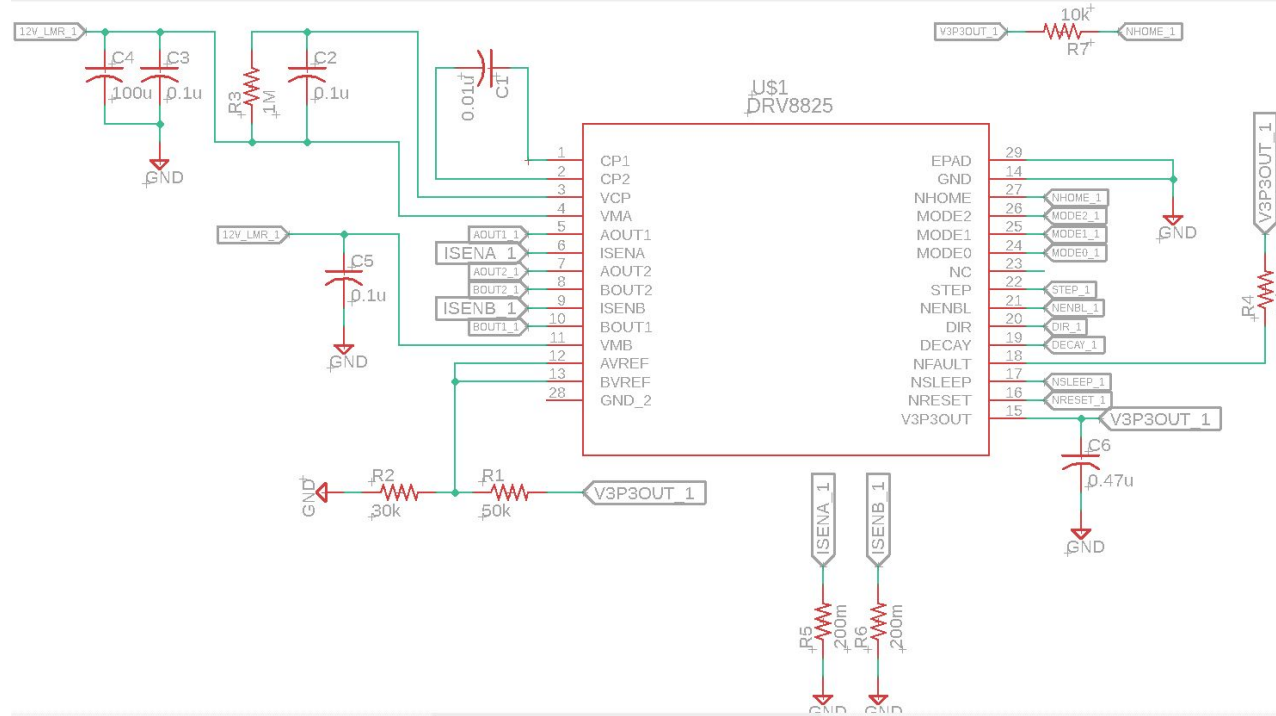 12V_LMR_1
C4
100u
C3
0.1u
GND
R3
1M
C2
0.1u
0.01u
C1
V3P3OUT_1
10k
R7
NHOME_1
U$1
DRV8825
1 CP1
2 CP2
3 VCP
4 VMA
AOUT1_1 5 AOUT1
ISENA_1 6 ISENA
AOUT2_1 7 AOUT2
BOUT2_1 8 BOUT2
ISENB_1 9 ISENB
BOUT1_1 10 BOUT1
11 VMB
12 AVREF
13 BVREF
28 GND_2
EPAD 29
GND 14
NHOME 27 NHOME_1
MODE2 26 MODE2_1
MODE1 25 MODE1_1
MODE0 24 MODE0_1
NC 23
STEP 22 STEP_1
NENBL 21 NENBL_1
DIR 20 DIR_1
DECAY 19 DECAY_1
NFAULT 18
NSLEEP 17 NSLEEP_1
NRESET 16 NRESET_1
V3P3OUT 15 V3P3OUT_1
GND
V3P3OUT_1
R4
12V_LMR_1
C5
0.1u
GND
C6
0.47u
GND
GND
R2
30k
R1
50k
V3P3OUT_1
ISENA_1
R5
200m
GND
ISENB_1
R6
200m
GND